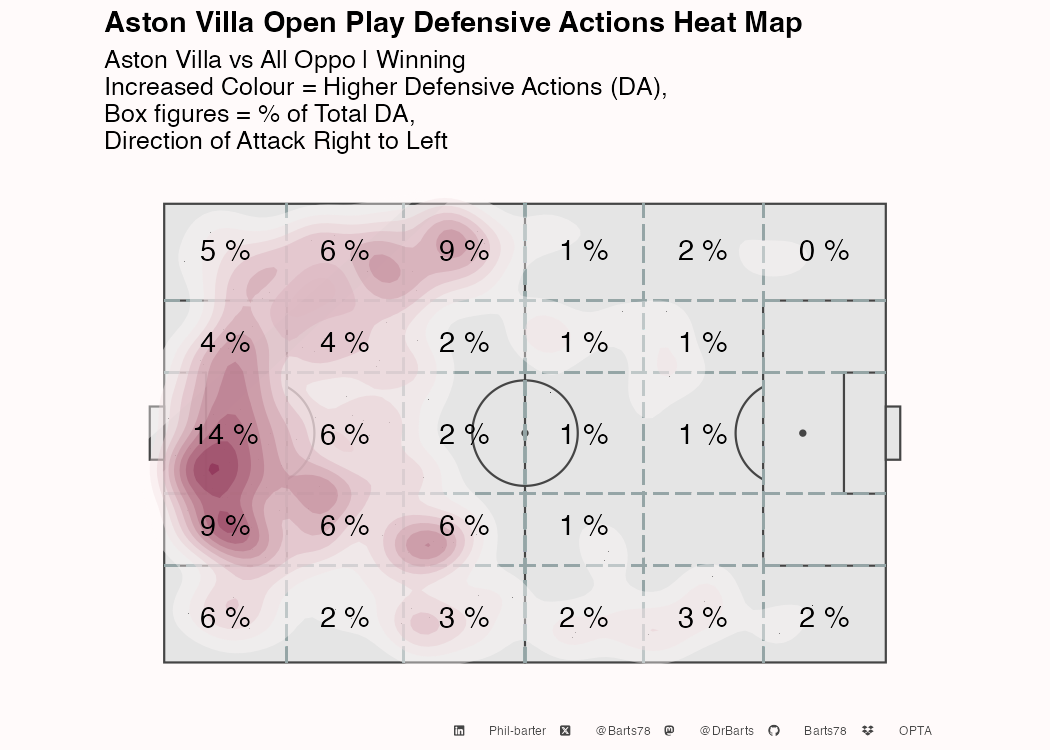 Aston Villa Open Play Defensive Actions Heat Map
Aston Villa vs All Oppo | Winning
Increased Colour = Higher Defensive Actions (DA),
Box figures = % of Total DA,
Direction of Attack Right to Left
5 % 6 % 9 % 1 % 2 % 0 %
4 % 4 % 2 % 1 % 1 %
14 % 6 % 2 % 1 % 1 %
9 % 6 % 6 % 1 %
6 % 2 % 3 % 2 % 3 % 2 %
Phil-barter @Barts78 @DrBarts Barts78 OPTA